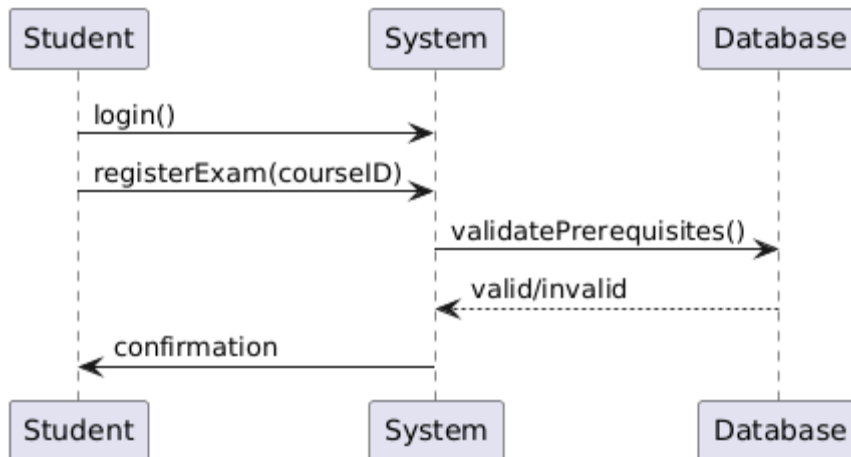 Student System Database
login()
registerExam(courseID)
validatePrerequisites()
valid/invalid
confirmation
Student System Database